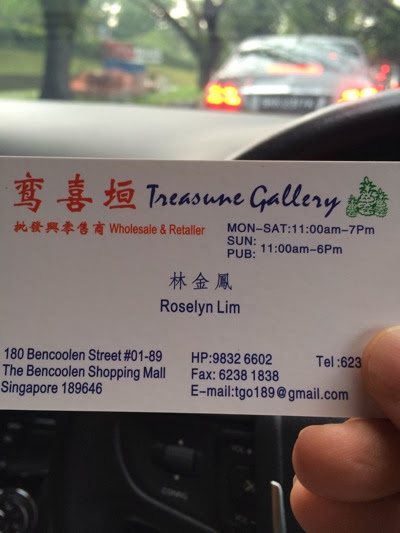 鸾喜垣 Treasune Gallery
批發興零售商 Wholesale & Retailer
MON-SAT:11:00am-7Pm
SUN:
PUB: 11:00am-6Pm
林金鳳
Roselyn Lim
180 Bencoolen Street #01-89
The Bencoolen Shopping Mall
Singapore 189646
HP:9832 6602
Fax: 6238 1838
E-mail:tgo189@gmail.com
Tel :623